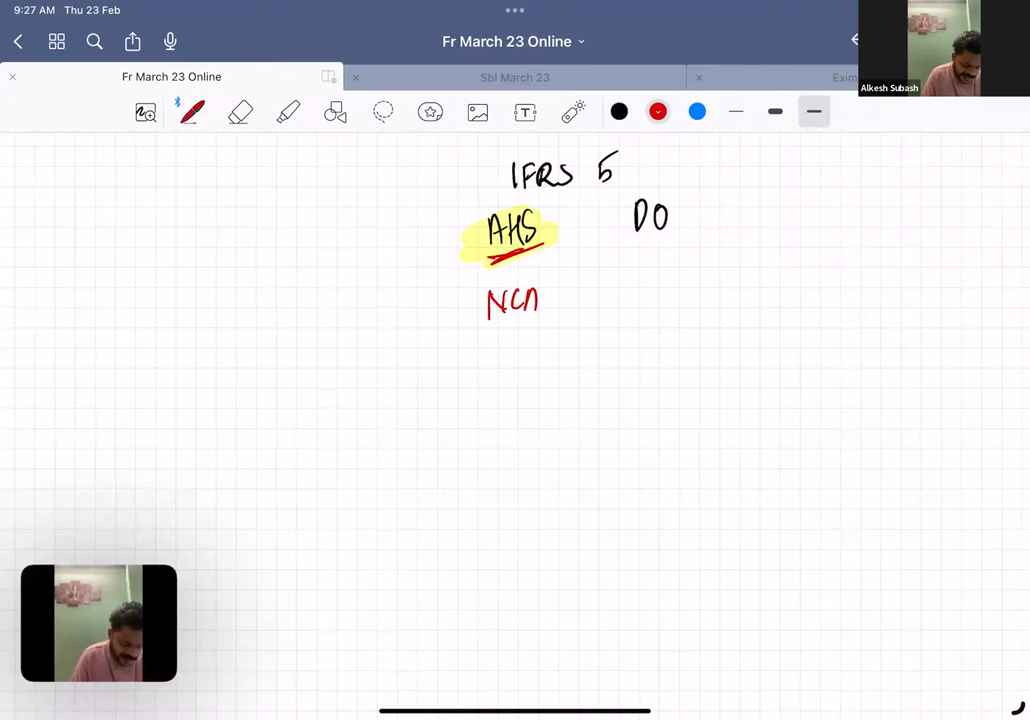 9:27 AM Thu 23 Feb
Fr March 23 Online
Alkesh Subash
Fr March 23 Online
Sbl March 23
Exim
IFRS 5
AHS
DO
NCA